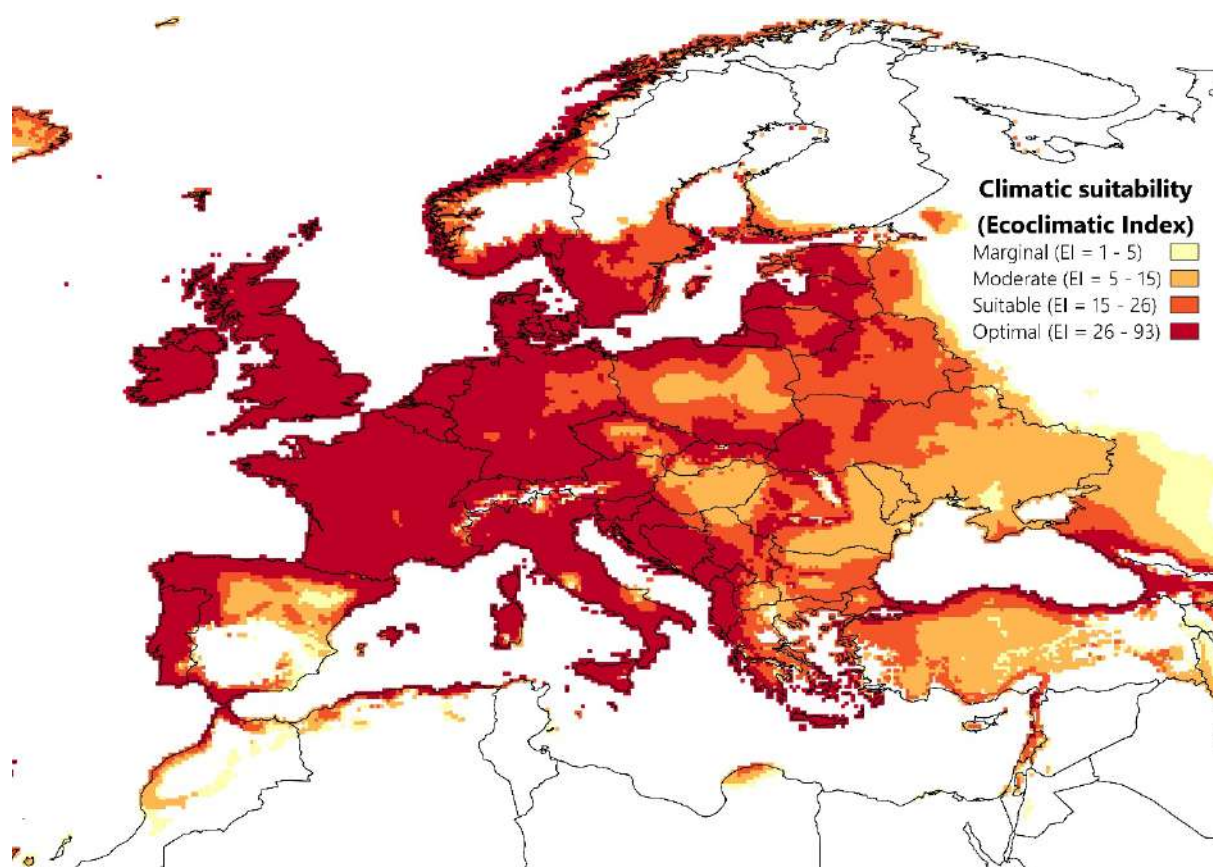 Climatic suitability
(Ecoclimatic Index)
Marginal (EI = 1 - 5)
Moderate (EI = 5 - 15)
Suitable (EI = 15 - 26)
Optimal (EI = 26 - 93)